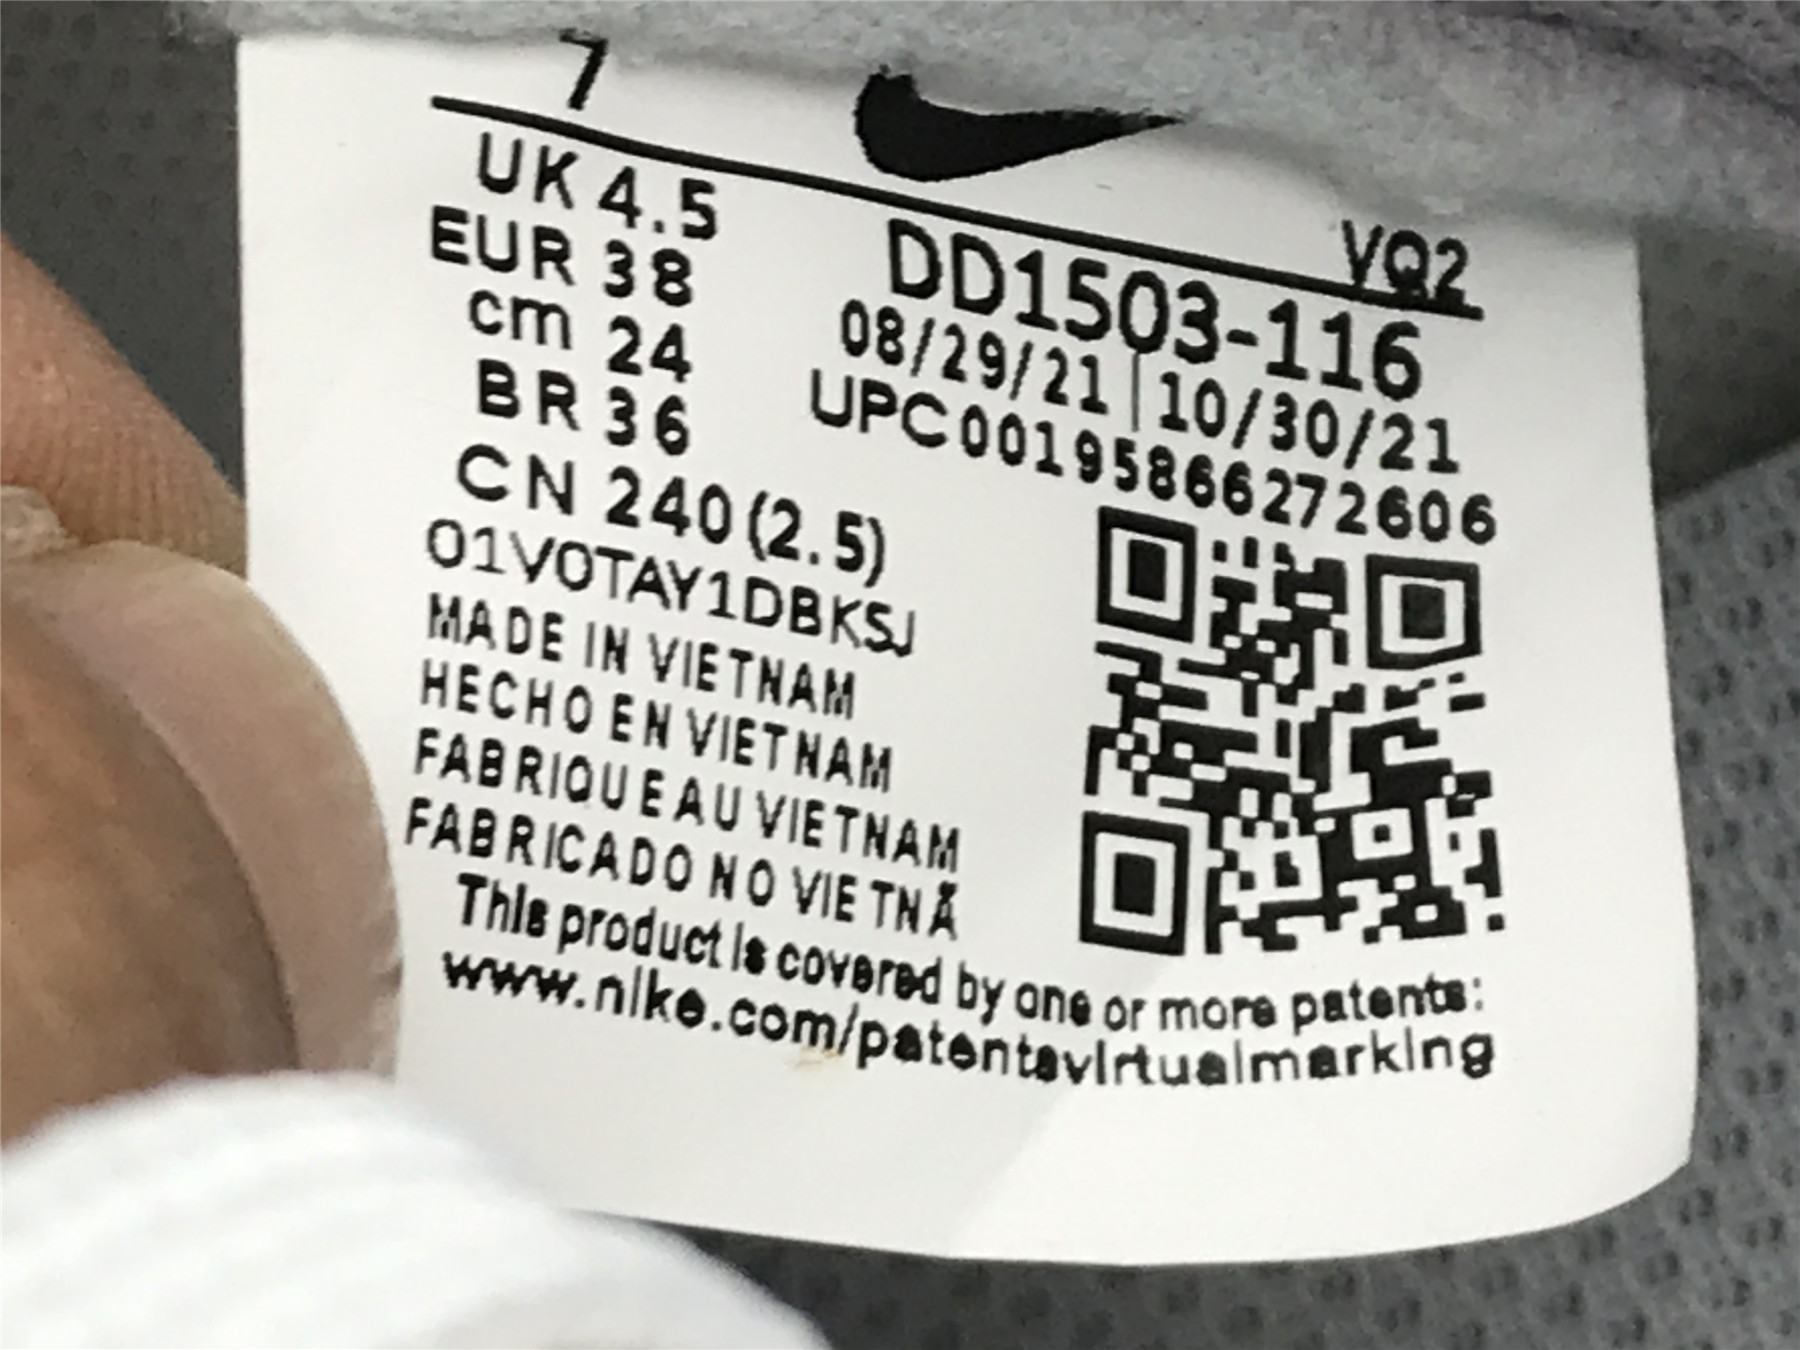 7
VQ2
UK 4.5
EUR 38
cm 24
BR 36
CN 240(2.5)
DD1503-116
08/29/21|10/30/21
UPC00195866272606
01VOTAY1DBKSJ
MADE IN VIETNAM
HECHO EN VIETNAM
FABRIQUE AU VIETNAM
FABRICADO NO VIETNÃ
This product is covered by one or more patents:
www.nike.com/patentsvirtualmarking